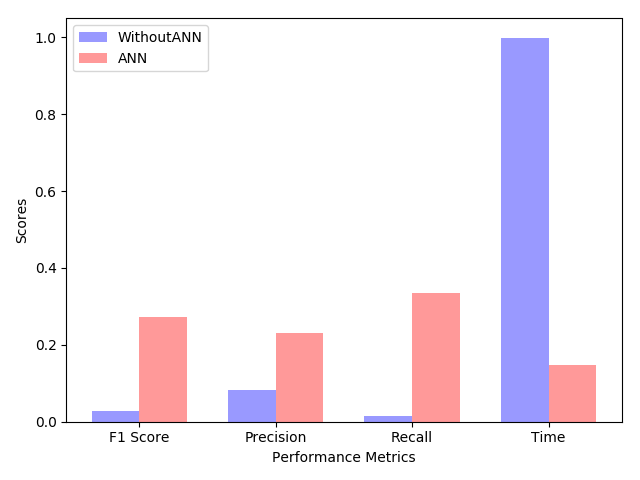 WithoutANN
ANN
Scores
1.0
0.8
0.6
0.4
0.2
0.0
F1 Score Precision Recall Time
Performance Metrics